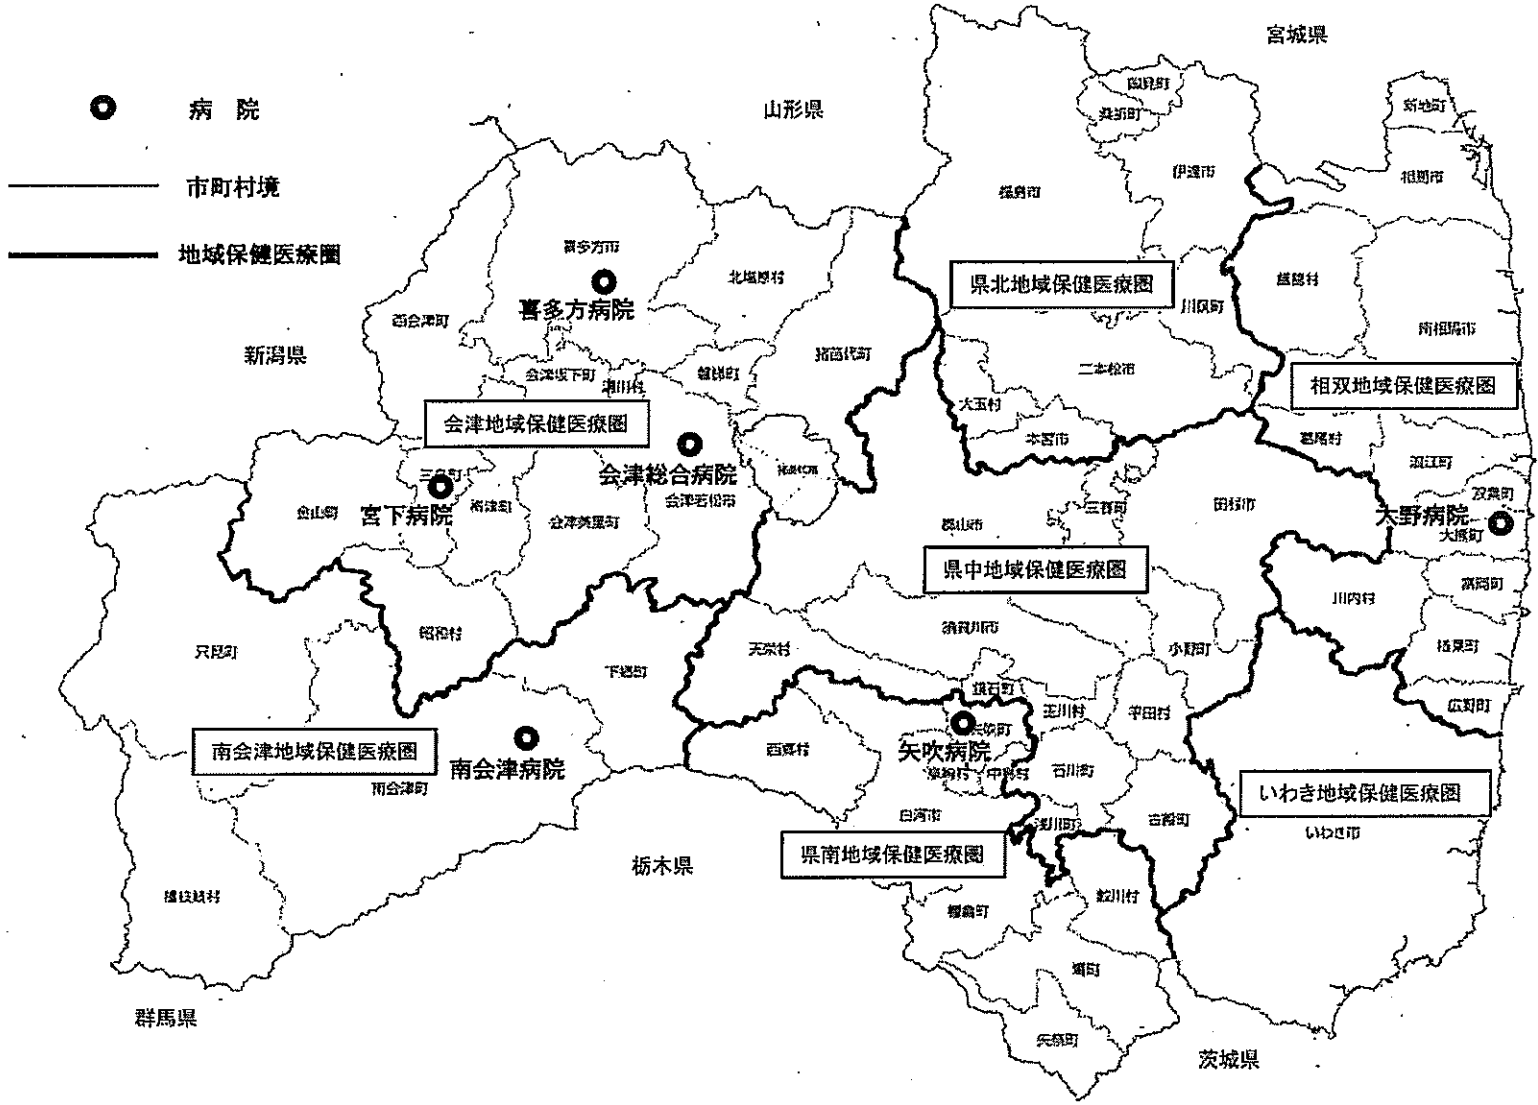 宮城県
病 院
山形県
国見町
桑折町
新地町
市町村境
伊達市
相馬市
福島市
地域保健医療圏
喜多方市
北塩原村
県北地域保健医療圏
飯舘村
喜多方病院
川俣町
西会津町
南相馬市
新潟県
猪苗代町
会津坂下町
湯川村
磐梯町
二本松市
相双地域保健医療圏
大玉村
会津地域保健医療圏
本宮市
葛尾村
浪江町
会津総合病院
三島町
会津若松市
双葉町
金山町
宮下病院
柳津町
会津美里町
郡山市
三春町
田村市
大野病院
大熊町
県中地域保健医療圏
富岡町
川内村
昭和村
須賀川市
只見町
天栄村
小野町
楢葉町
下郷町
鏡石町
玉川村
平田村
広野町
矢吹町
南会津地域保健医療圏
南会津病院
西郷村
矢吹病院
泉崎村
中島村
石川町
南会津町
いわき地域保健医療圏
白河市
浅川町
古殿町
いわき市
県南地域保健医療圏
栃木県
檜枝岐村
棚倉町
鮫川村
塙町
群馬県
矢祭町
茨城県